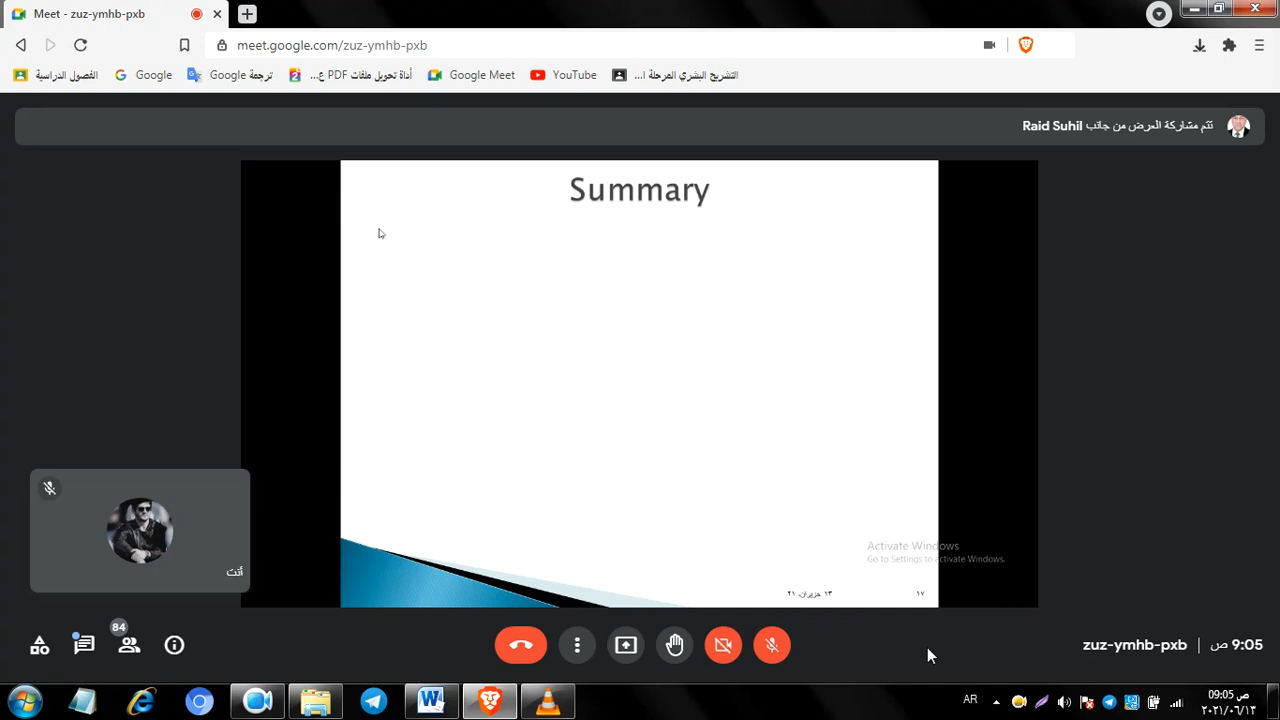 Meet - zuz-ymhb-pxb
meet.google.com/zuz-ymhb-pxb
الفصول الدراسية
Google
ترجمة Google
أداة تحويل ملفات PDF ع...
Google Meet
YouTube
التشريح البشري المرحلة ا...
تتم مشاركة العرض من جانب Raid Suhil
Summary
أنت
Activate Windows
Go to Settings to activate Windows.
١٣ حزيران، ٢١
١٧
84
zuz-ymhb-pxb
9:05 ص
AR
09:05 ص
٢٠٢١/٠٦/١٣